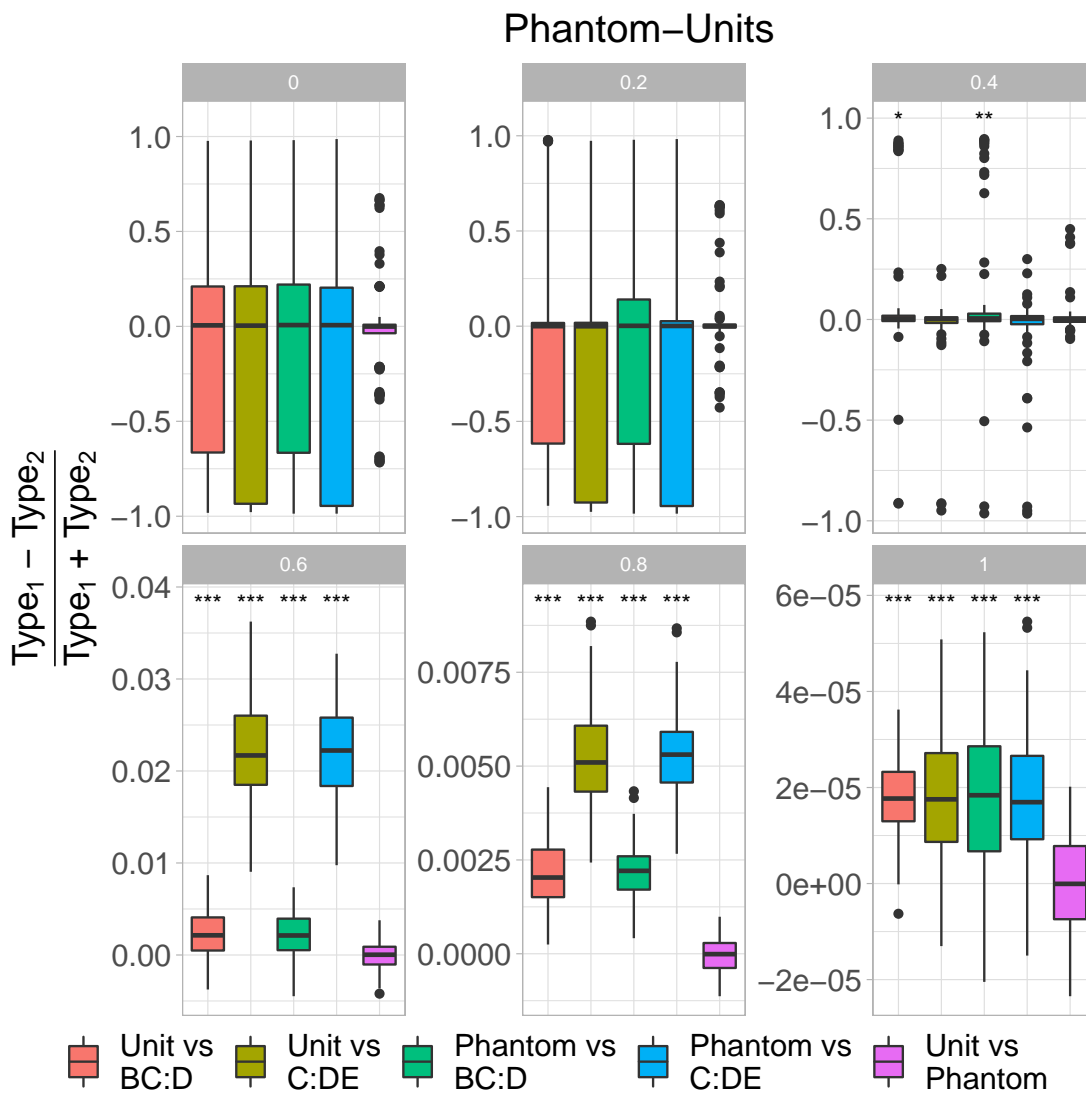 Phantom−Units
0
0.2
0.4
1.0
0.5
0.0
−0.5
−1.0
1.0
0.5
0.0
−0.5
−1.0
*
**
1.0
0.5
0.0
−0.5
−1.0
Type1 − Type2
Type1 + Type2
0.6
0.8
1
*** *** *** ***
0.04
0.03
0.02
0.01
0.00
*** *** *** ***
0.0075
0.0050
0.0025
0.0000
*** *** *** ***
6e−05
4e−05
2e−05
0e+00
−2e−05
Unit vs
BC:D
Unit vs
C:DE
Phantom vs
BC:D
Phantom vs
C:DE
Unit vs
Phantom